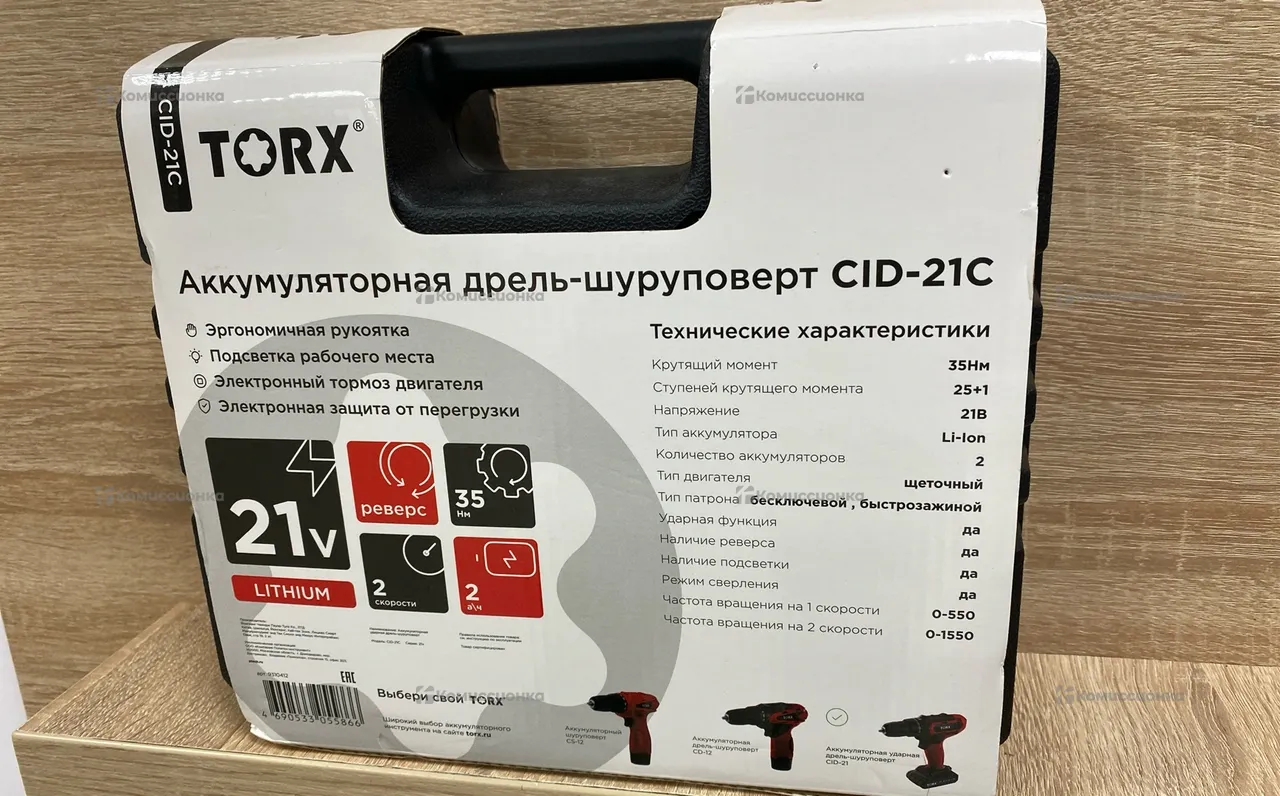 CID-21C
TORX®
Аккумуляторная дрель-шуруповерт CID-21C
Эргономичная рукоятка
Подсветка рабочего места
Электронный тормоз двигателя
Электронная защита от перегрузки
21v
LITHIUM
реверс
35
Нм
2
скорости
2
а\ч
Технические характеристики
Крутящий момент 35Нм
Ступеней крутящего момента 25+1
Напряжение 21В
Тип аккумулятора Li-Ion
Количество аккумуляторов 2
Тип двигателя щеточный
Тип патрона бесключевой , быстрозажиной
Ударная функция да
Наличие реверса да
Наличие подсветки да
Режим сверления да
Частота вращения на 1 скорости 0-550
Частота вращения на 2 скорости 0-1550
EAC
4 690533 055866
Выбери свой TORX
Широкий выбор аккумуляторного
инструмента на сайте torx.ru
Аккумуляторный
шуруповерт
CS-12
Аккумуляторная
дрель-шуруповерт
CD-12
Аккумуляторная ударная
дрель-шуруповерт
CID-21
Комиссионка
Комиссионка
Комиссионка
Комиссионка
Комиссионка
Комиссионка
Комиссионка